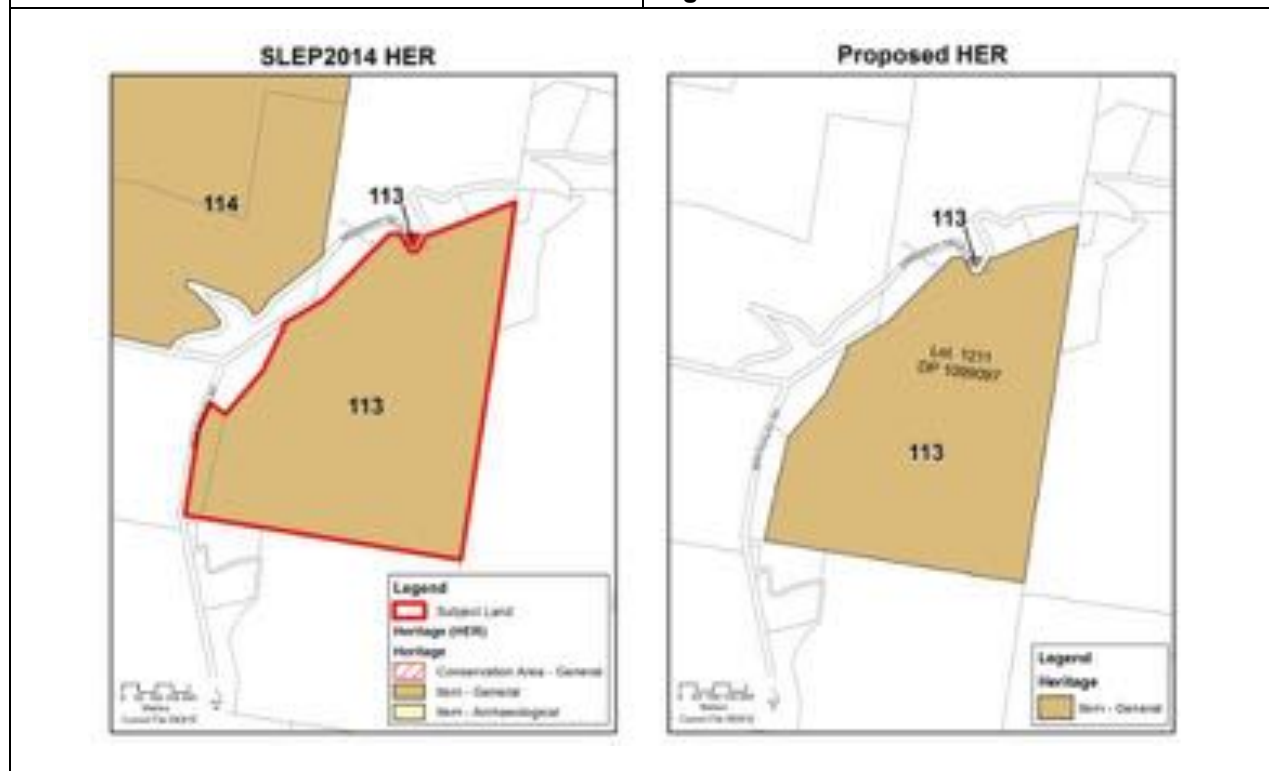 SLEP2014 HER
Proposed HER
114
113
113
Legend
Subject Land
Heritage (HER)
Heritage
Conservation Area - General
Item - General
Item - Archaeological
113
Lot 1211
113
Legend
Heritage
Item - General